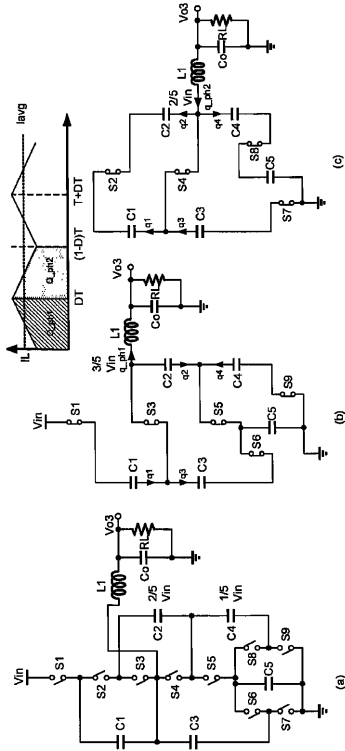 Vin
S1
S2
S3
S4
S5
S6
S7
S8
S9
C1
C3
C5
C2
2/5
Vin
C4
1/5
Vin
L1
Co
RL
Vo3
(a)
Vin
S1
C1
q1
S3
q3
C3
S5
S6
C5
3/5
Vin
q_ph1
C2
q2
q4
C4
S9
L1
Co
RL
Vo3
(b)
IL
Q_ph1
Q_ph2
Iavg
DT
(1-D)T
T+DT
C1
q1
S2
S4
q3
C3
S7
C2
q2
2/5
Vin
q_ph2
q4
C4
S8
C5
L1
Co
RL
Vo3
(c)